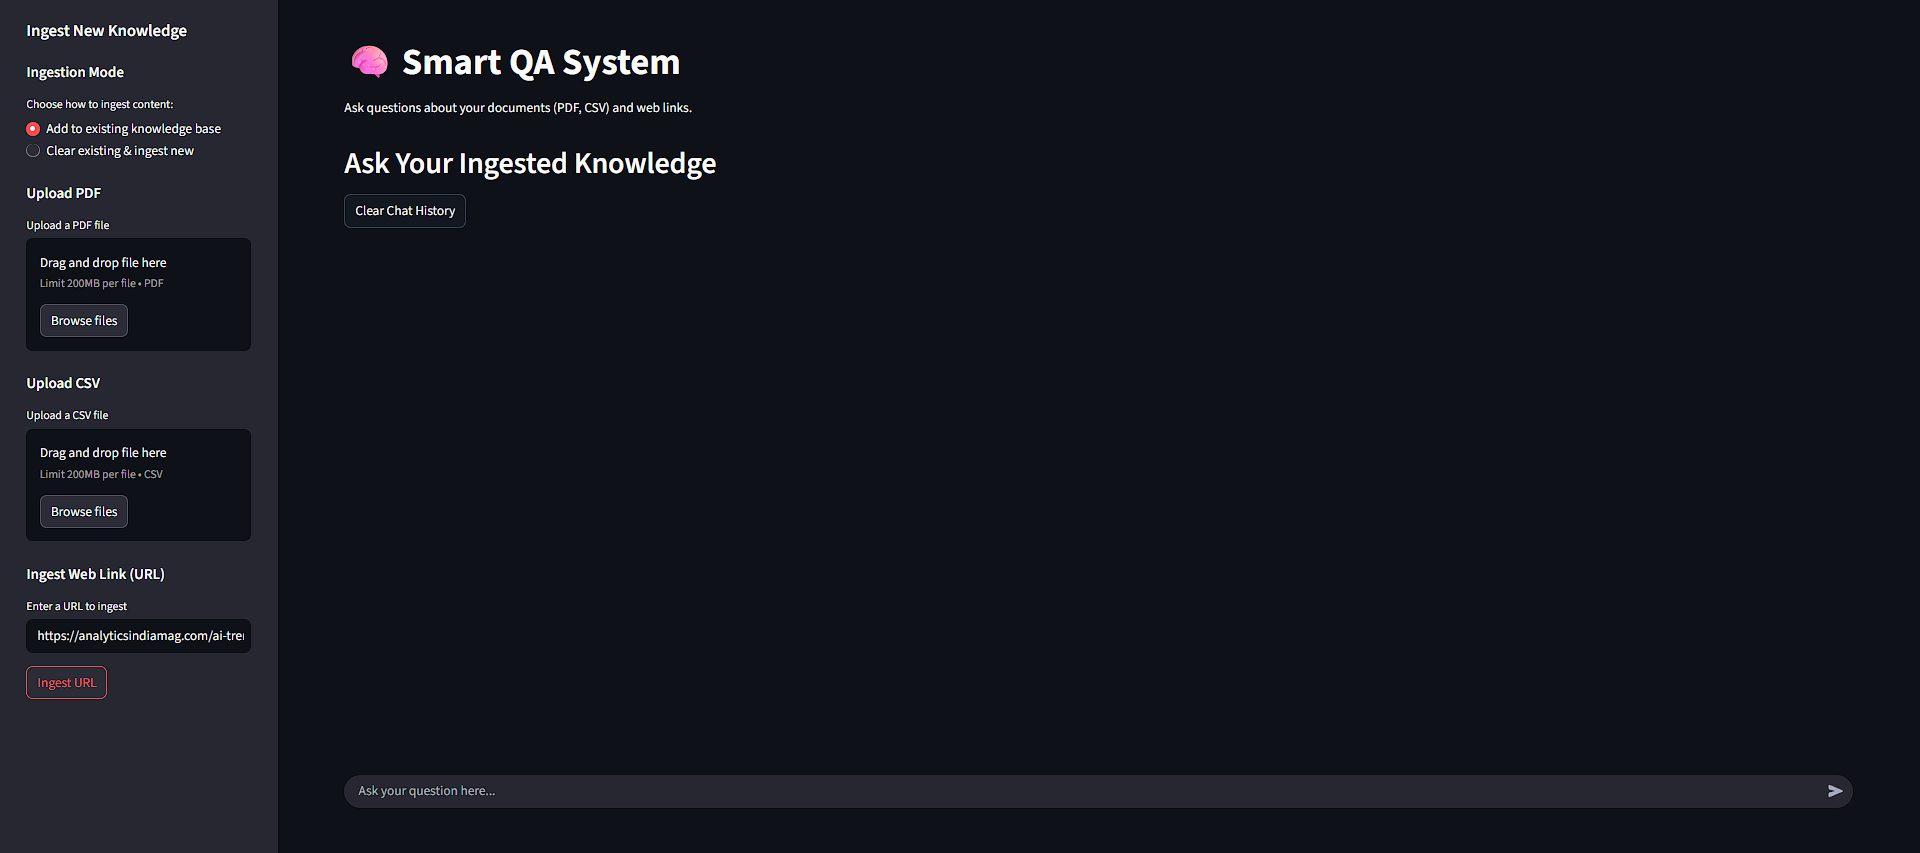 Ingest New Knowledge
Ingestion Mode
Choose how to ingest content:
Add to existing knowledge base
Clear existing & ingest new
Upload PDF
Upload a PDF file
Drag and drop file here
Limit 200MB per file • PDF
Browse files
Upload CSV
Upload a CSV file
Drag and drop file here
Limit 200MB per file • CSV
Browse files
Ingest Web Link (URL)
Enter a URL to ingest
https://analyticsindiamag.com/ai-tre
Ingest URL
Smart QA System
Ask questions about your documents (PDF, CSV) and web links.
Ask Your Ingested Knowledge
Clear Chat History
Ask your question here...